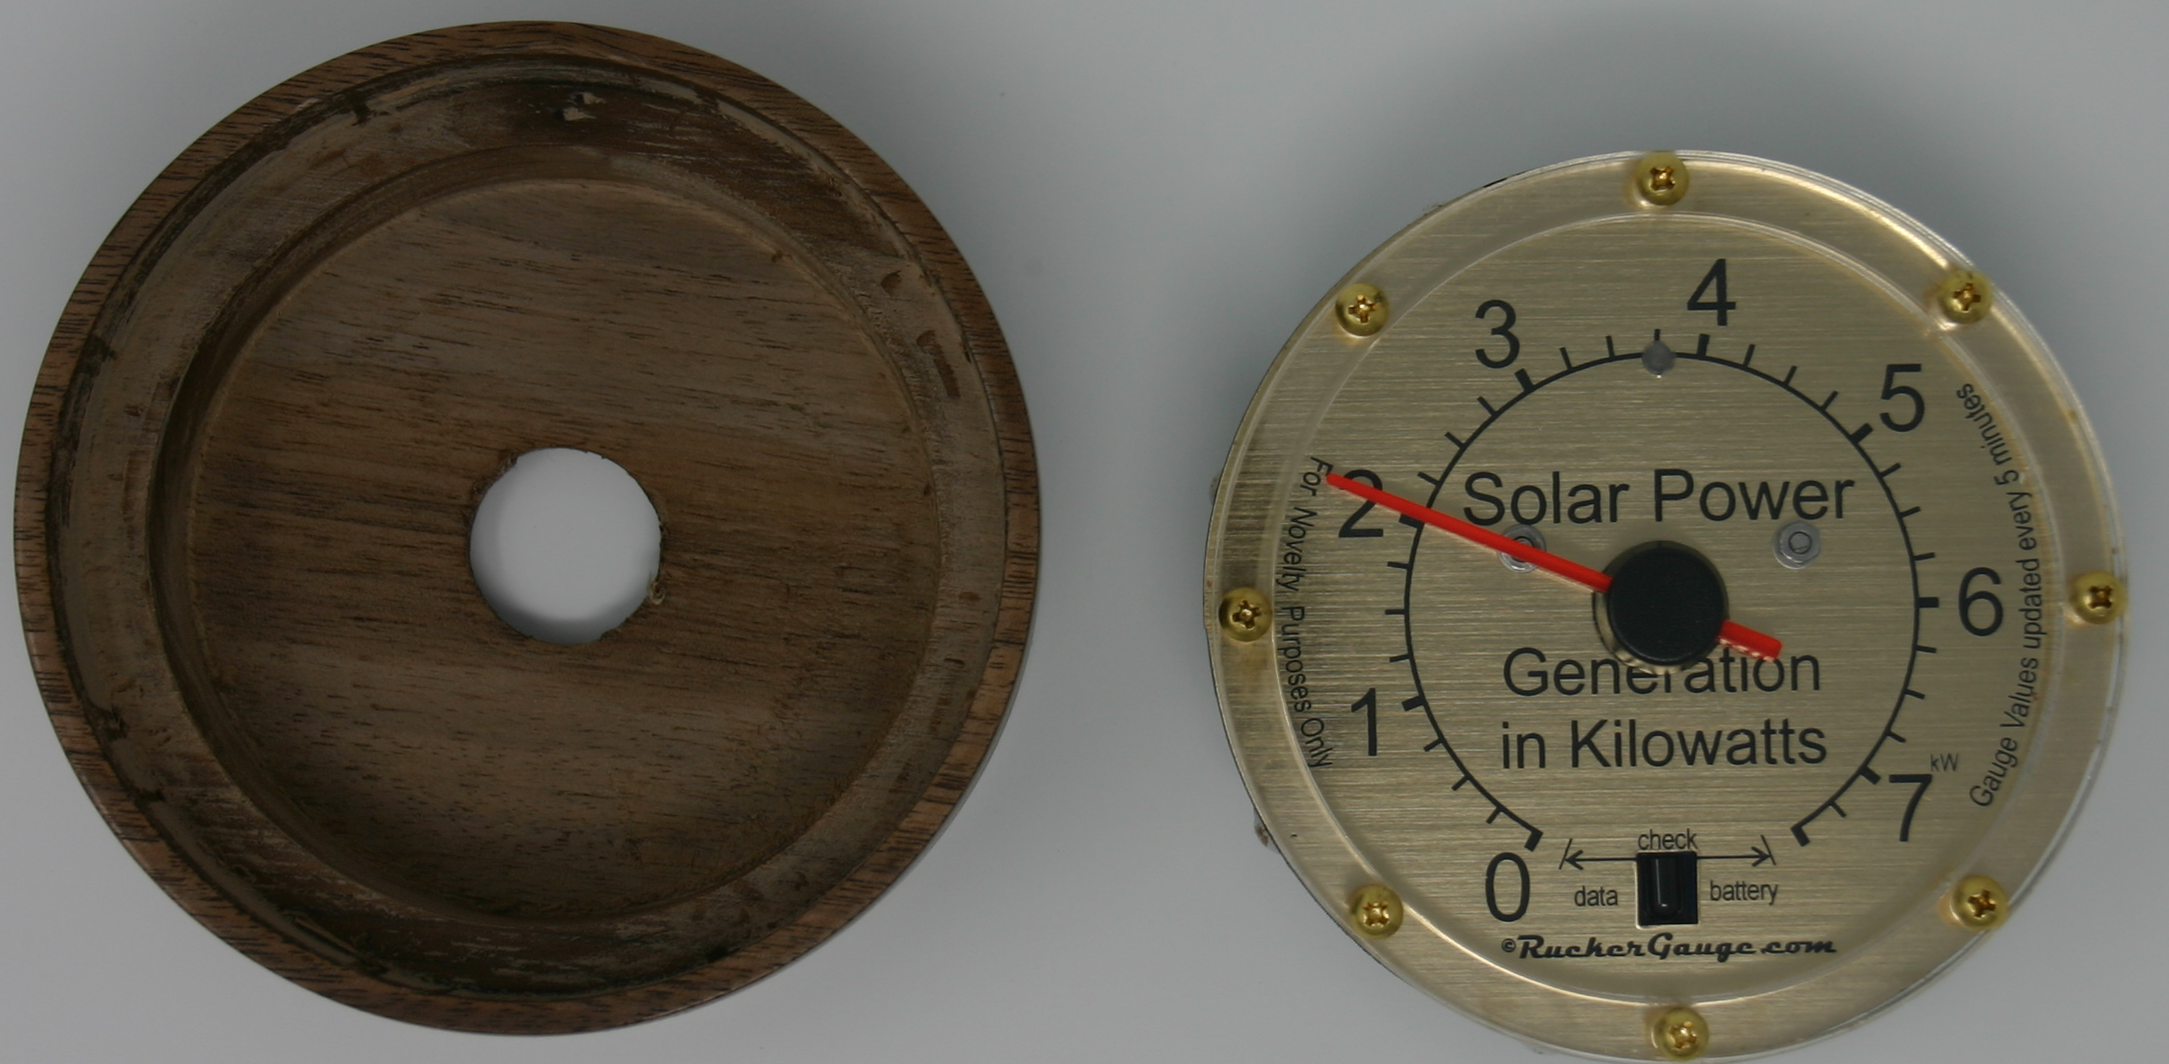 4
3
5
2
Solar Power
6
Generation
1
in Kilowatts
kW
7
0
check
data
battery
©RuckerGauge.com
For Novelty Purposes Only
Gauge Values updated every 5 minutes